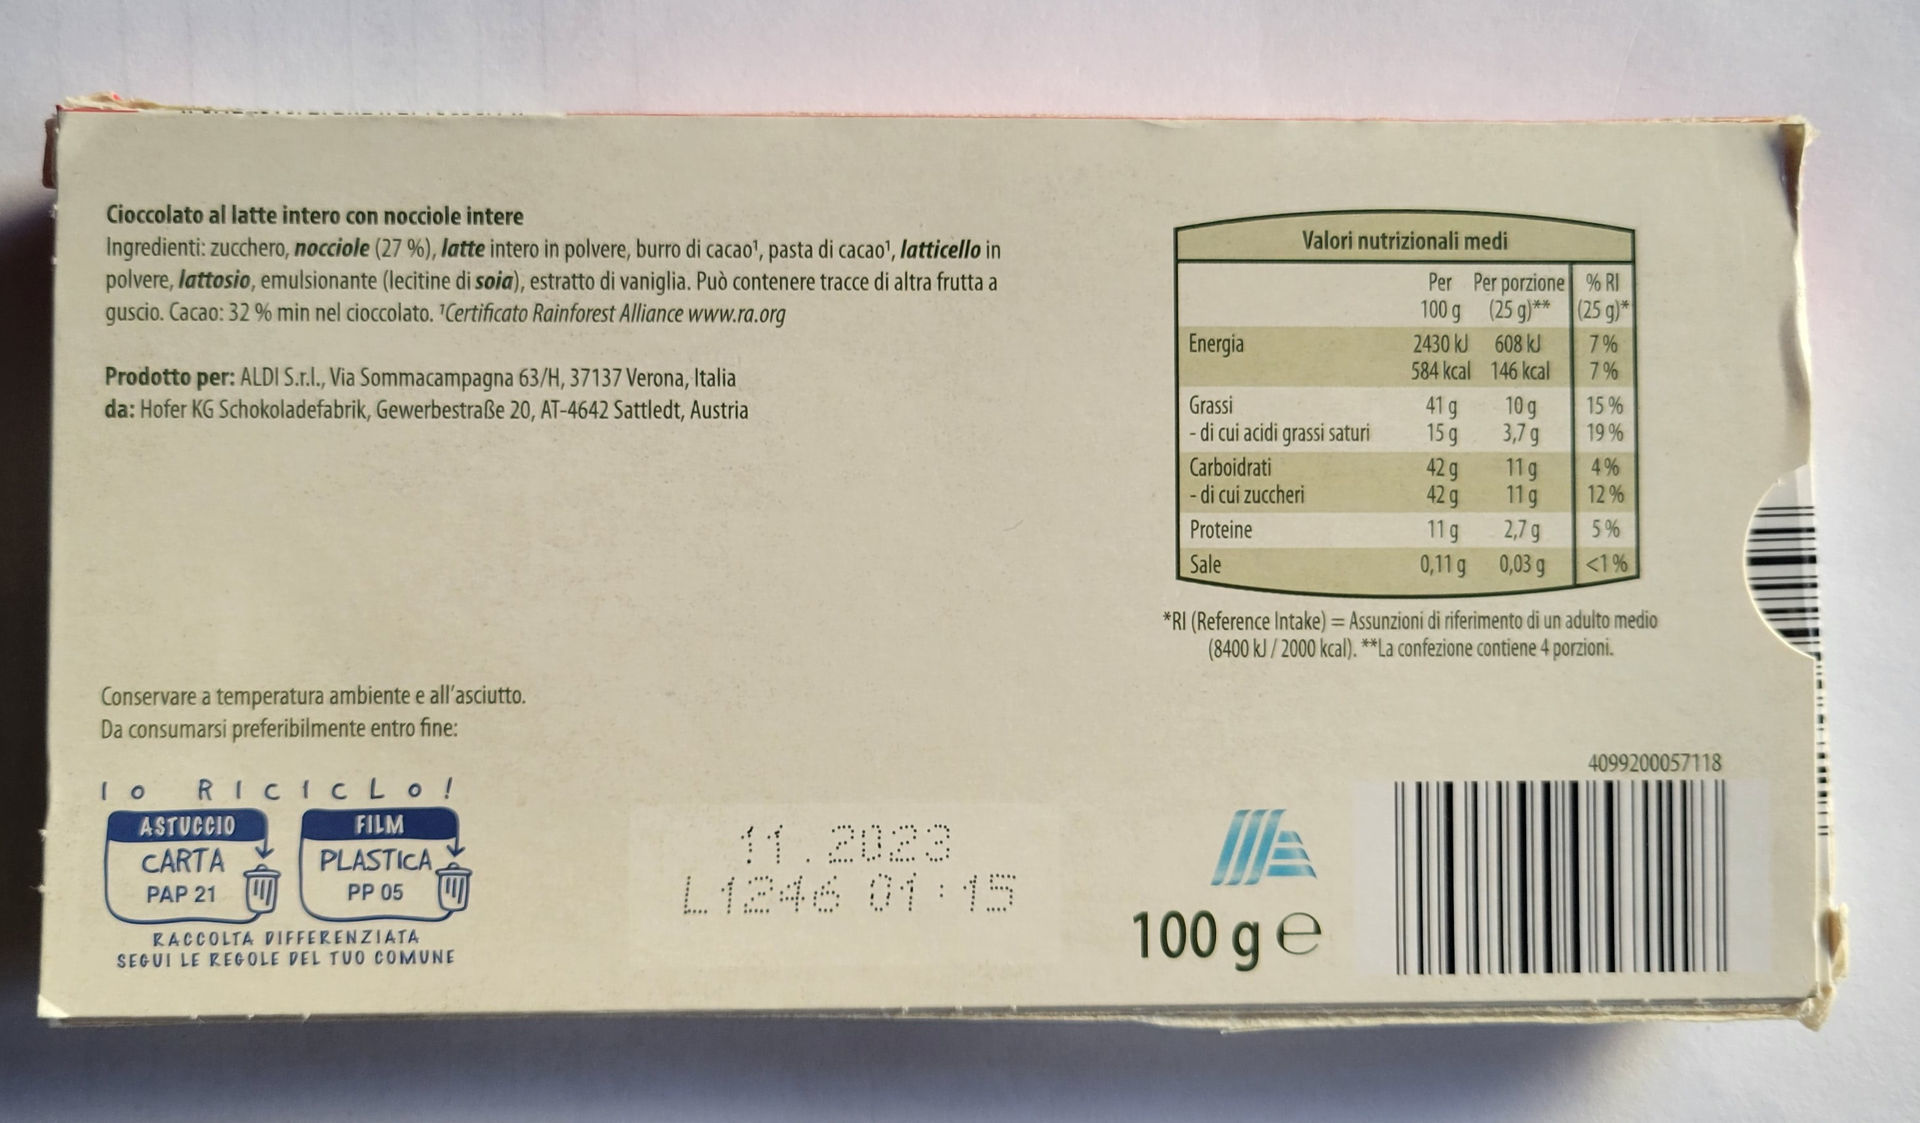 Cioccolato al latte intero con nocciole intere
Ingredienti: zucchero, nocciole (27 %), latte intero in polvere, burro di cacao¹, pasta di cacao¹, latticello in
polvere, lattosio, emulsionante (lecitine di soia), estratto di vaniglia. Può contenere tracce di altra frutta a
guscio. Cacao: 32 % min nel cioccolato. ¹Certificato Rainforest Alliance www.ra.org
Prodotto per: ALDI S.r.l., Via Sommacampagna 63/H, 37137 Verona, Italia
da: Hofer KG Schokoladefabrik, Gewerbestraße 20, AT-4642 Sattledt, Austria
Conservare a temperatura ambiente e all'asciutto.
Da consumarsi preferibilmente entro fine:
IO RICICLO!
ASTUCCIO
CARTA
PAP 21
FILM
PLASTICA
PP 05
RACCOLTA DIFFERENZIATA
SEGUI LE REGOLE DEL TUO COMUNE
11.2023
L1246 01:15
Valori nutrizionali medi
Per Per porzione % RI
100 g (25 g)** (25 g)*
Energia 2430 kJ 608 kJ 7 %
584 kcal 146 kcal 7 %
Grassi 41 g 10 g 15 %
- di cui acidi grassi saturi 15 g 3,7 g 19 %
Carboidrati 42 g 11 g 4 %
- di cui zuccheri 42 g 11 g 12 %
Proteine 11 g 2,7 g 5 %
Sale 0,11 g 0,03 g <1 %
*RI (Reference Intake) = Assunzioni di riferimento di un adulto medio
(8400 kJ / 2000 kcal). **La confezione contiene 4 porzioni.
4099200057118
100 g e